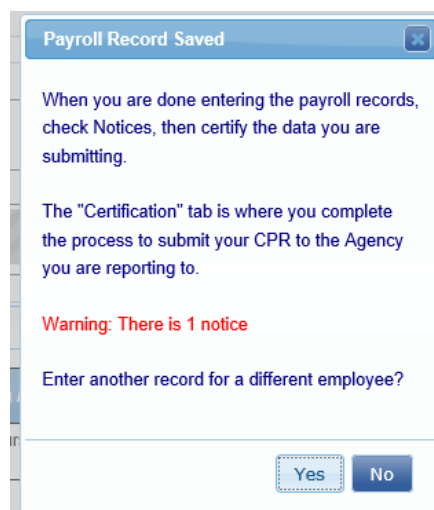 Payroll Record Saved
When you are done entering the payroll records,
check Notices, then certify the data you are
submitting.
The "Certification" tab is where you complete
the process to submit your CPR to the Agency
you are reporting to.
Warning: There is 1 notice
Enter another record for a different employee?
Yes No